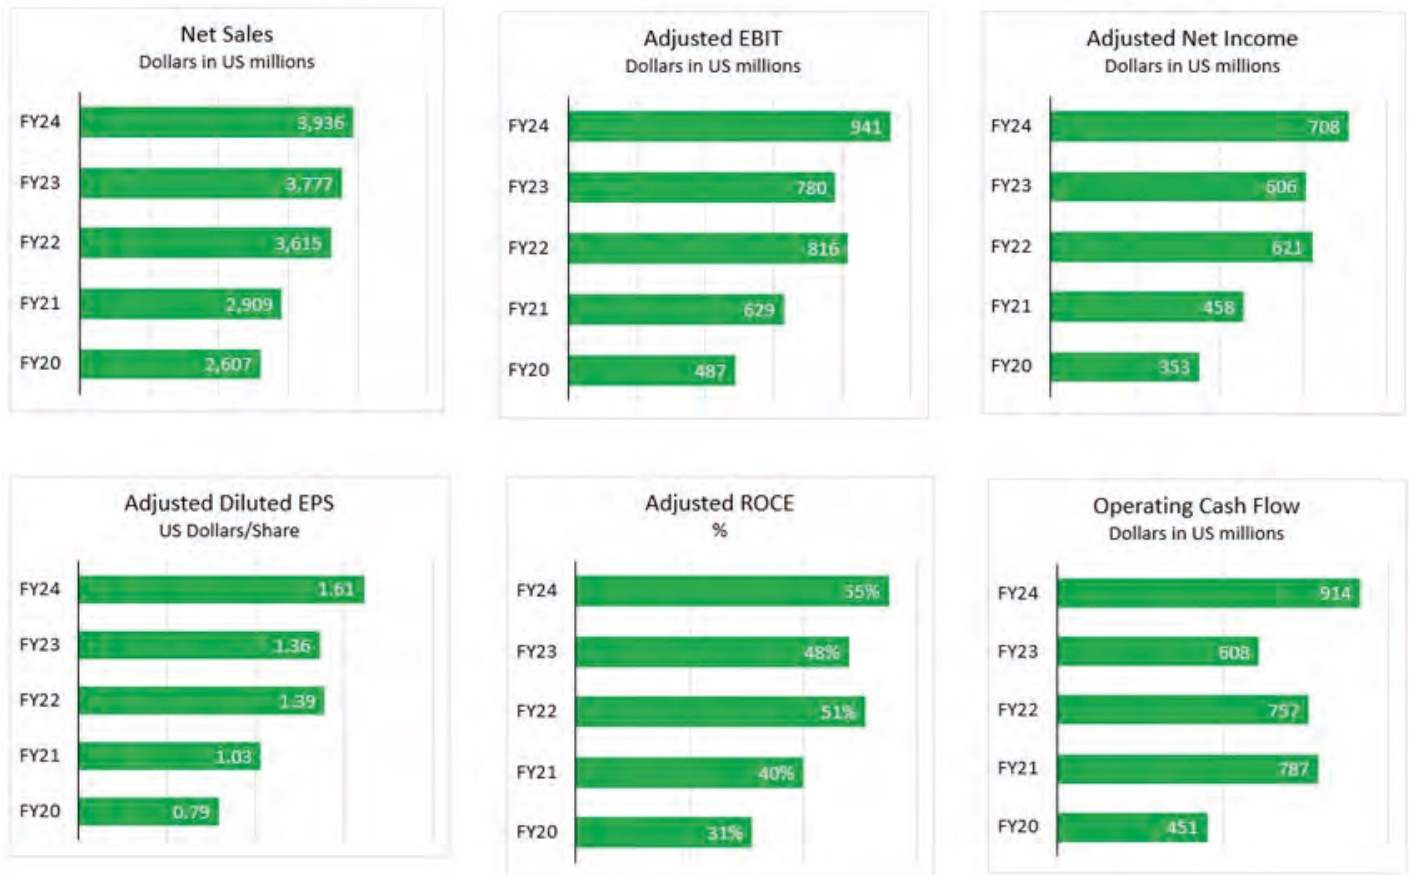 Net Sales
Dollars in US millions
FY24 3,936
FY23 3,777
FY22 3,615
FY21 2,909
FY20 2,607
Adjusted EBIT
Dollars in US millions
FY24 941
FY23 780
FY22 816
FY21 629
FY20 487
Adjusted Net Income
Dollars in US millions
FY24 708
FY23 606
FY22 621
FY21 458
FY20 353
Adjusted Diluted EPS
US Dollars/Share
FY24 1.61
FY23 1.36
FY22 1.39
FY21 1.03
FY20 0.79
Adjusted ROCE
%
FY24 55%
FY23 48%
FY22 51%
FY21 40%
FY20 31%
Operating Cash Flow
Dollars in US millions
FY24 914
FY23 608
FY22 757
FY21 787
FY20 451